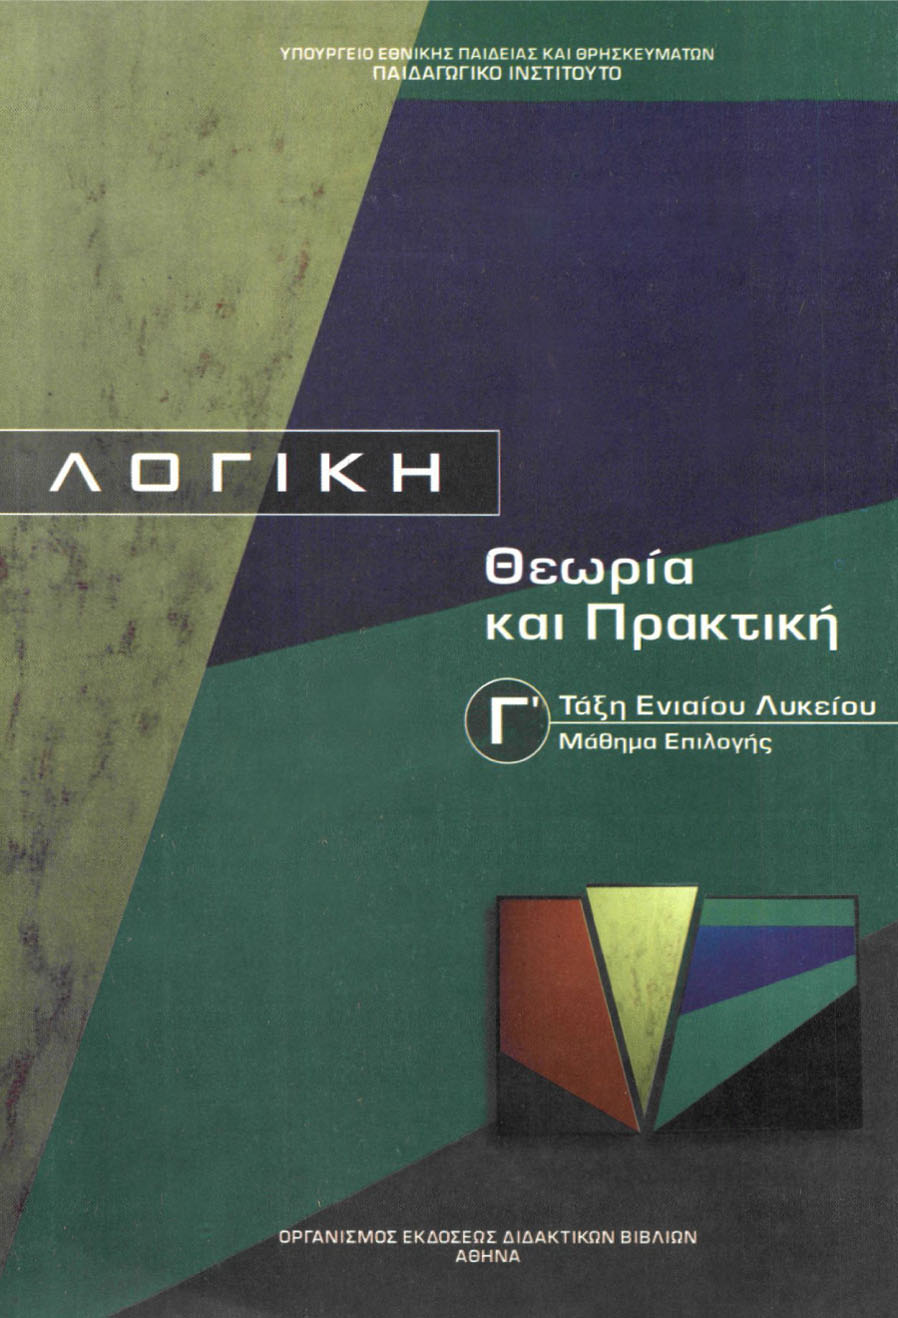 ΥΠΟΥΡΓΕΙΟ ΕΘΝΙΚΗΣ ΠΑΙΔΕΙΑΣ ΚΑΙ ΘΡΗΣΚΕΥΜΑΤΩΝ
ΠΑΙΔΑΓΩΓΙΚΟ ΙΝΣΤΙΤΟΥΤΟ
ΛΟΓΙΚΗ
Θεωρία
και Πρακτική
Γ' Τάξη Ενιαίου Λυκείου
Μάθημα Επιλογής
ΟΡΓΑΝΙΣΜΟΣ ΕΚΔΟΣΕΩΣ ΔΙΔΑΚΤΙΚΩΝ ΒΙΒΛΙΩΝ
ΑΘΗΝΑ